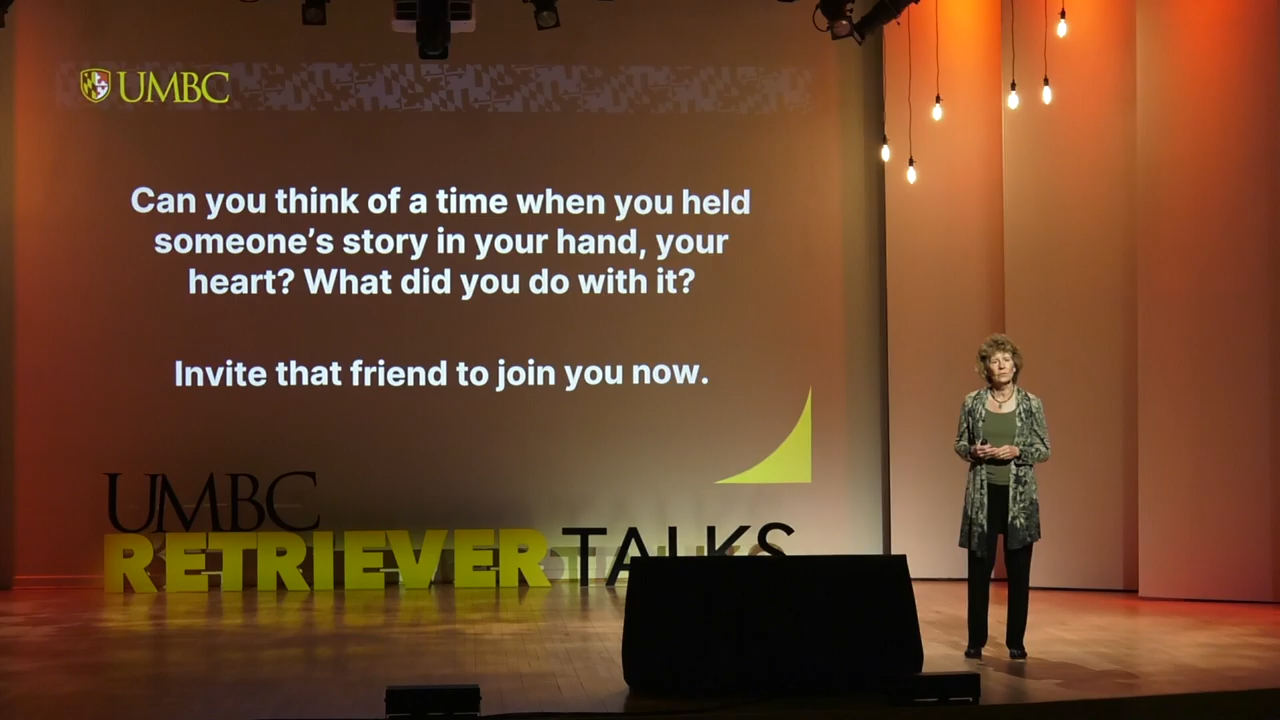 UMBC
Can you think of a time when you held
someone’s story in your hand, your
heart? What did you do with it?
Invite that friend to join you now.
UMBC
RETRIEVER TALKS